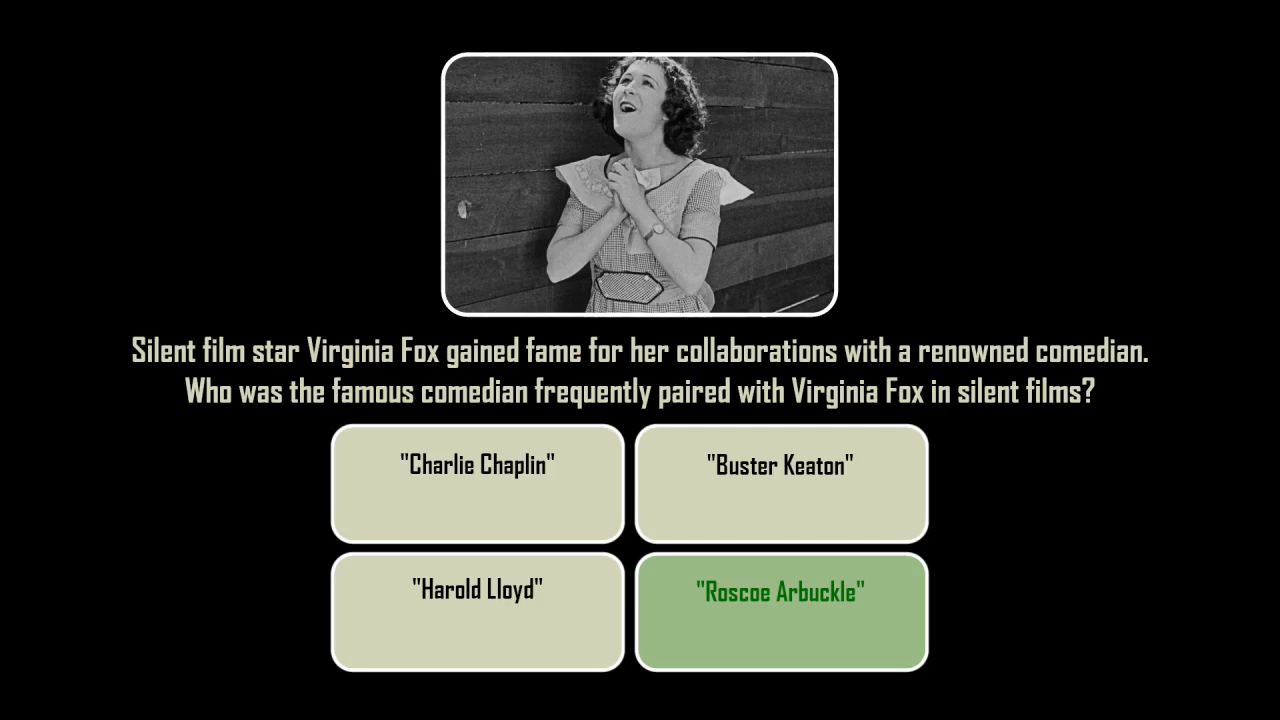 Silent film star Virginia Fox gained fame for her collaborations with a renowned comedian.
Who was the famous comedian frequently paired with Virginia Fox in silent films?
"Charlie Chaplin"
"Buster Keaton"
"Harold Lloyd"
"Roscoe Arbuckle"